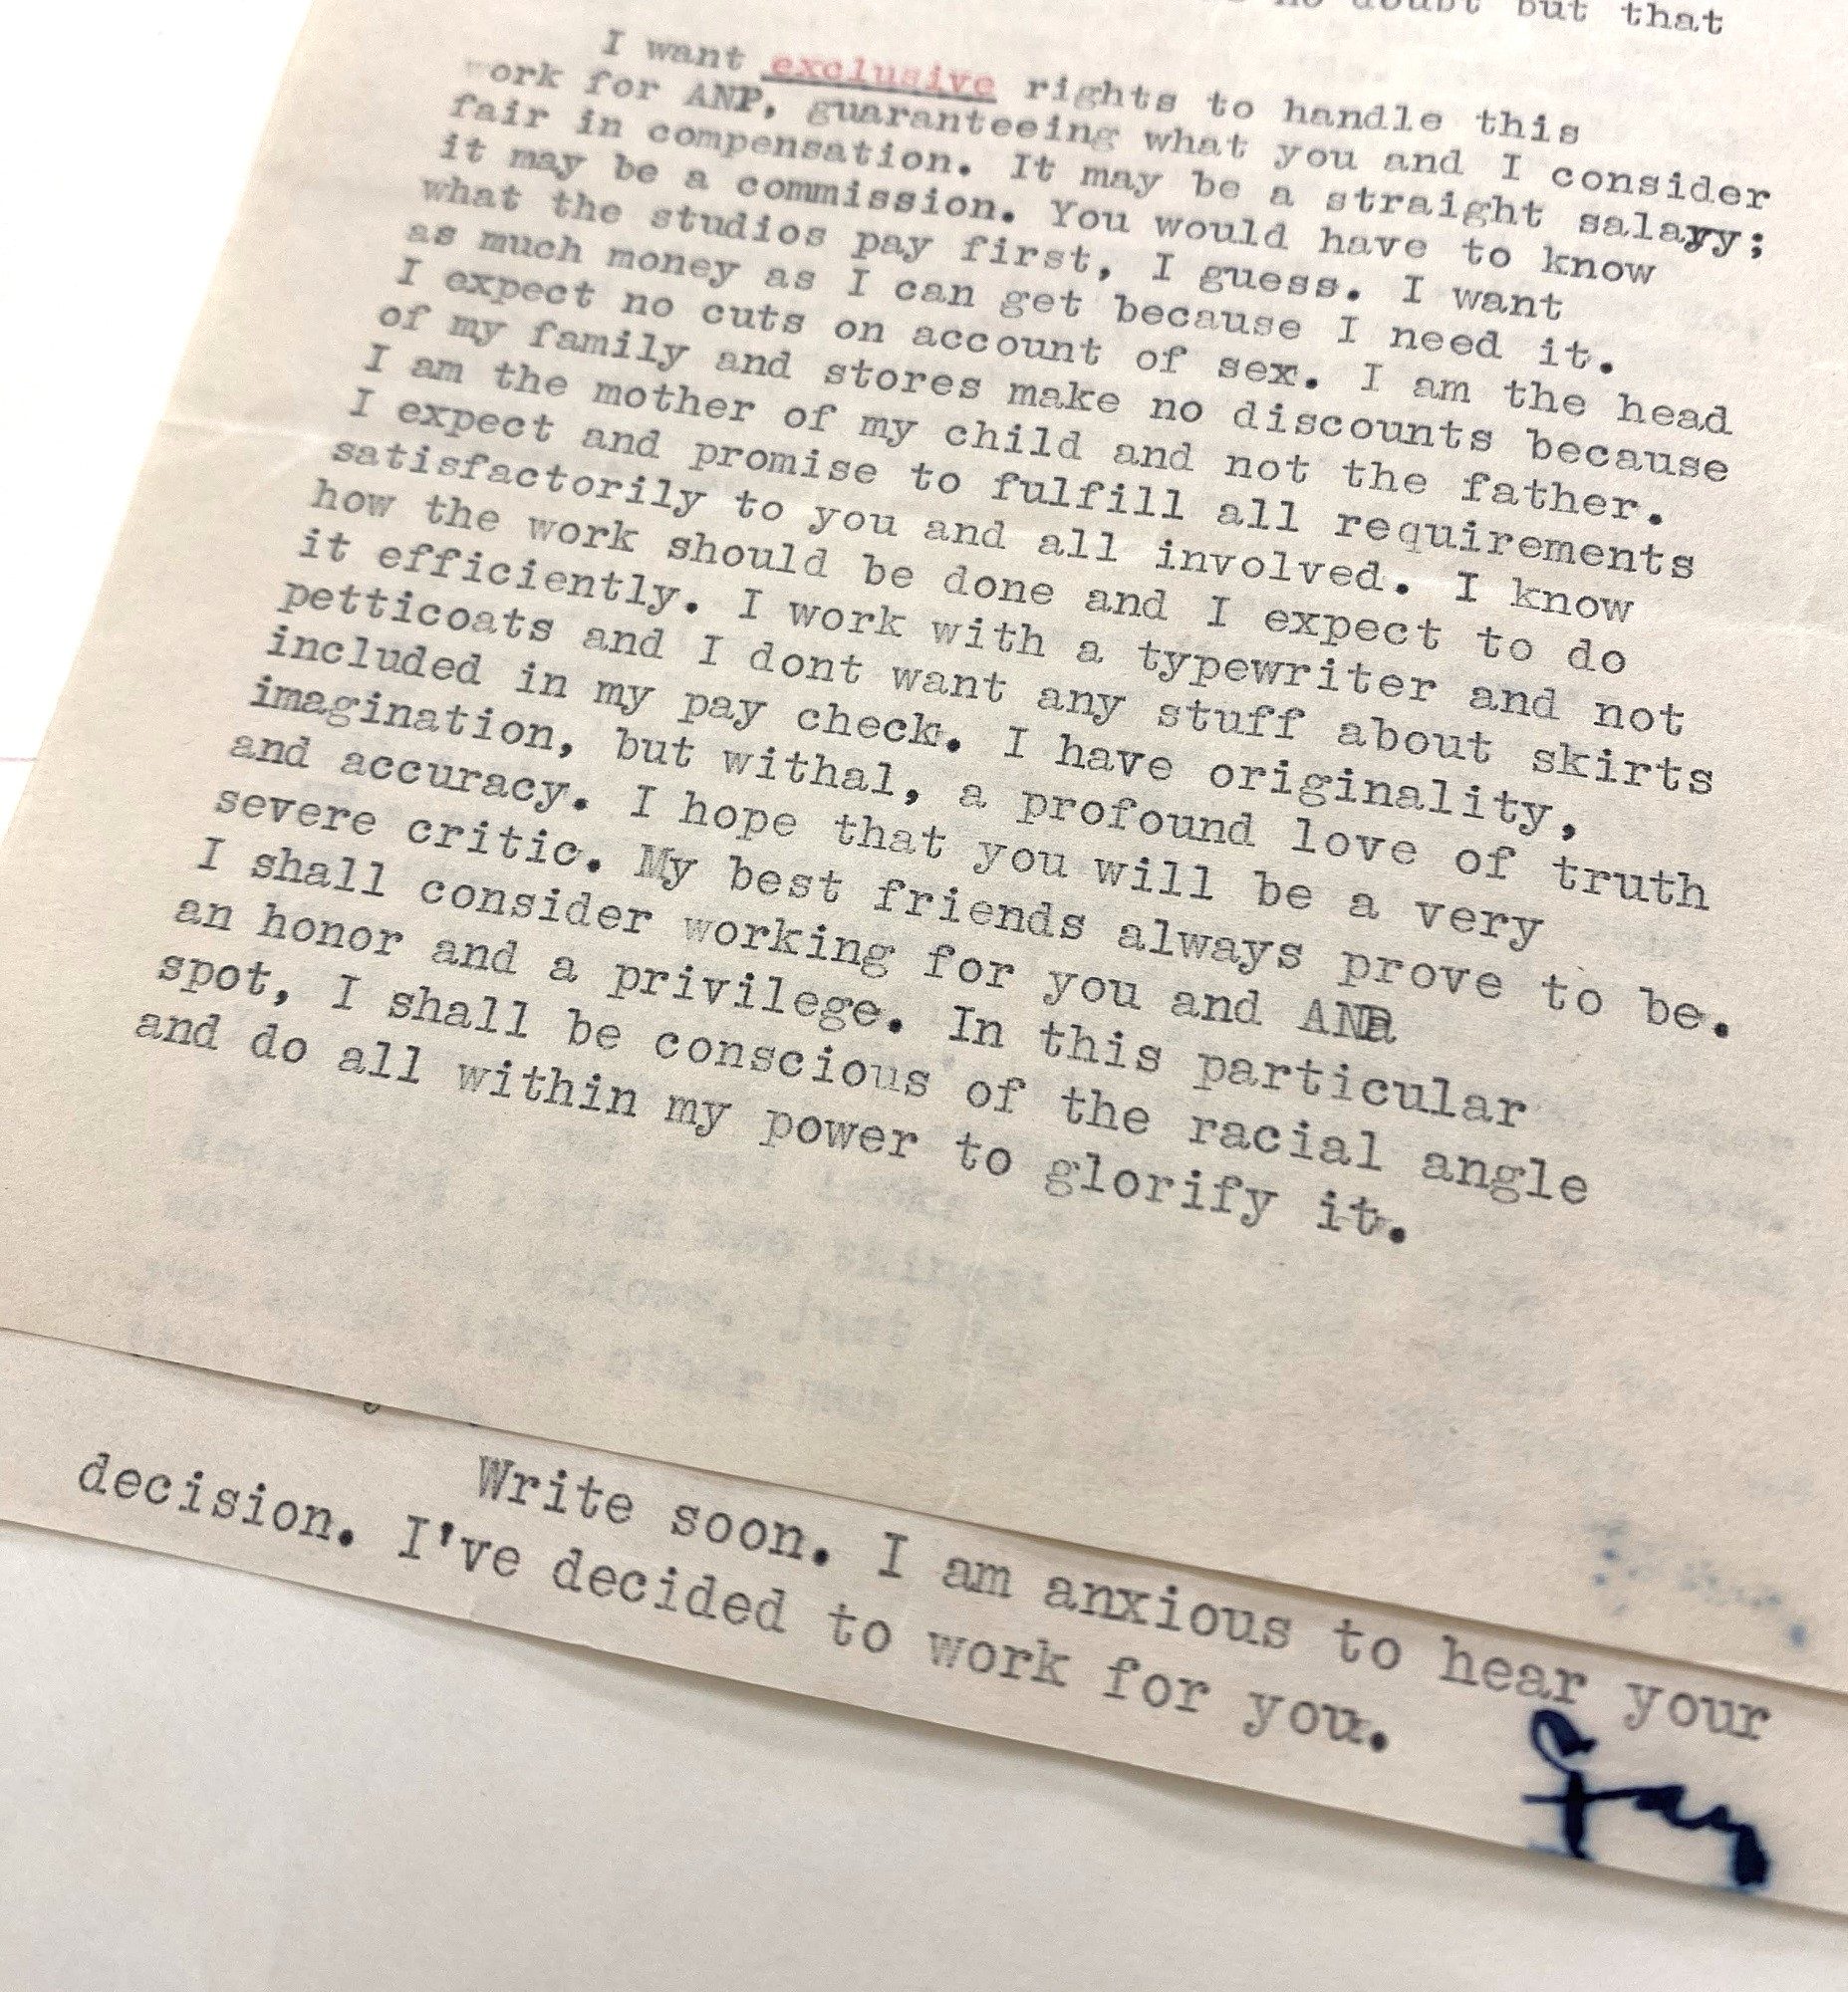 no doubt but that
I want exclusive rights to handle this
work for ANP, guaranteeing what you and I consider
fair in compensation. It may be a straight salayy;
it may be a commission. You would have to know
what the studios pay first, I guess. I want
as much money as I can get because I need it.
I expect no cuts on account of sex. I am the head
of my family and stores make no discounts because
I am the mother of my child and not the father.
I expect and promise to fulfill all requirements
satisfactorily to you and all involved. I know
how the work should be done and I expect to do
it efficiently. I work with a typewriter and not
petticoats and I dont want any stuff about skirts
included in my pay check. I have originality,
imagination, but withal, a profound love of truth
and accuracy. I hope that you will be a very
severe critic. My best friends always prove to be.
I shall consider working for you and ANP
an honor and a privilege. In this particular
spot, I shall be conscious of the racial angle
and do all within my power to glorify it.
Write soon. I am anxious to hear your
decision. I've decided to work for you.
Fay